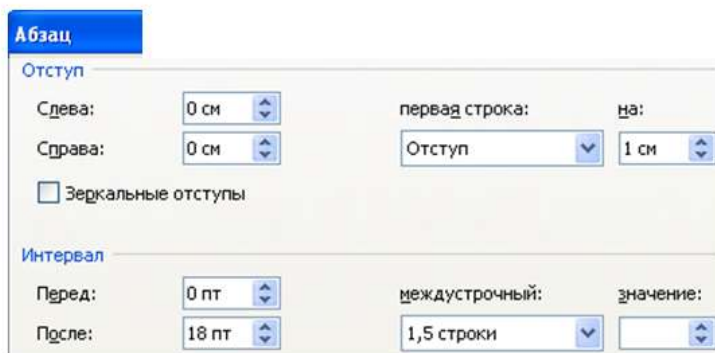 Абзац
Отступ
Слева: 0 см первая строка: на:
Справа: 0 см Отступ 1 см
Зеркальные отступы
Интервал
Перед: 0 пт междустрочный: значение:
После: 18 пт 1,5 строки